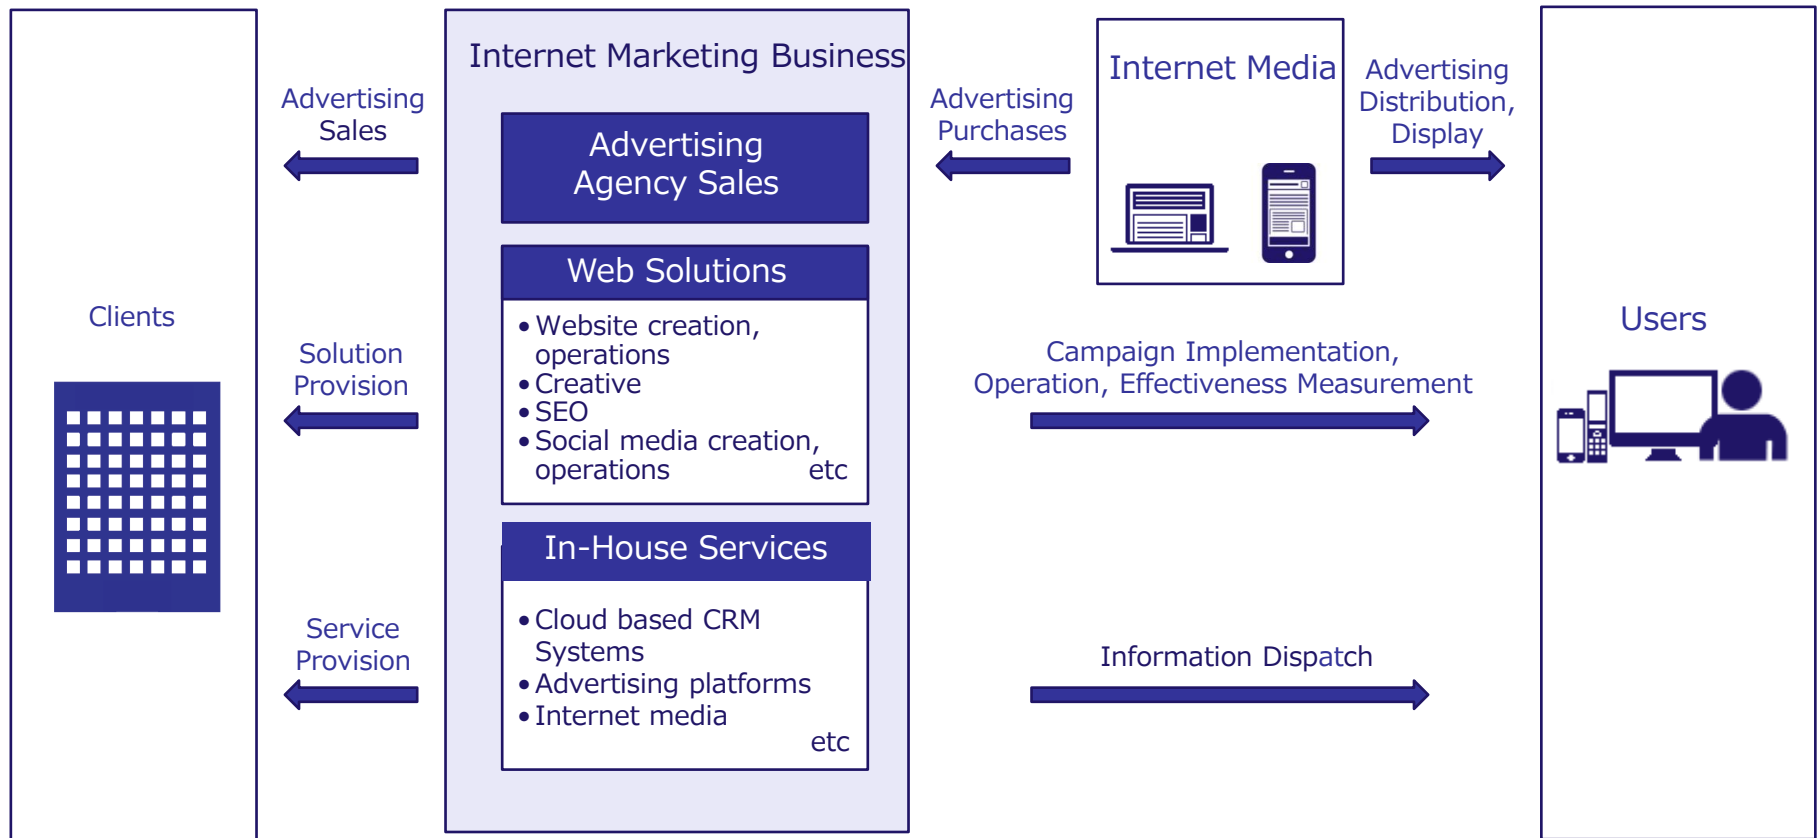 Clients
Advertising
Sales
Solution
Provision
Service
Provision
Internet Marketing Business
Advertising
Agency Sales
Web Solutions
•Website creation,
operations
•Creative
•SEO
•Social media creation,
operations etc
In-House Services
•Cloud based CRM
Systems
•Advertising platforms
•Internet media
etc
Advertising
Purchases
Internet Media
Advertising
Distribution,
Display
Campaign Implementation,
Operation, Effectiveness Measurement
Information Dispatch
Users